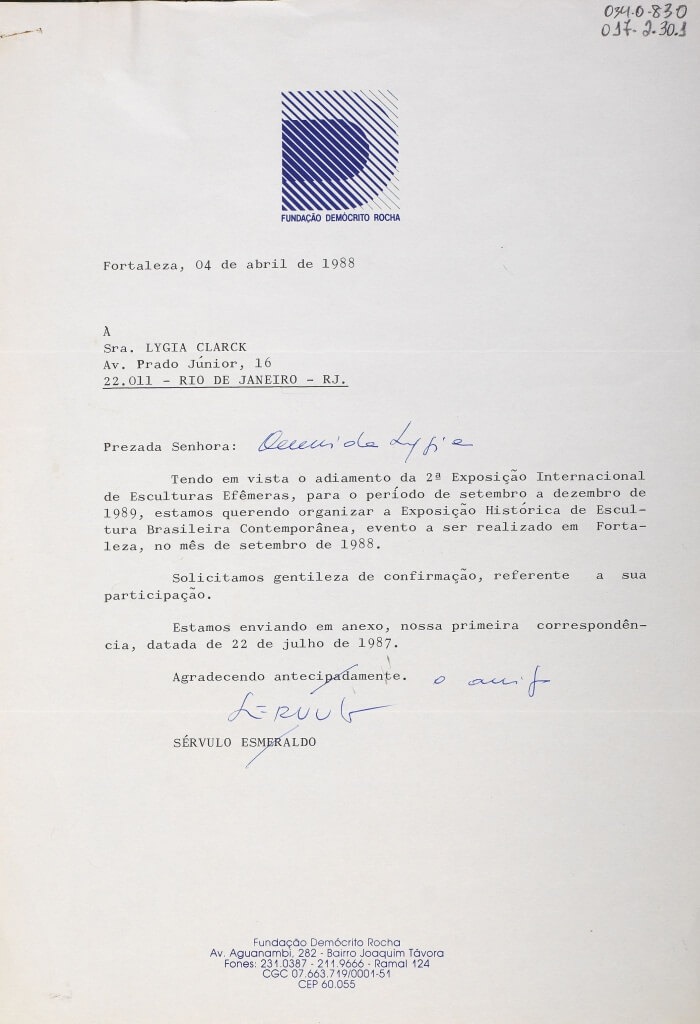 034.0-830
017-2.30.1
FUNDAÇÃO DEMÓCRITO ROCHA
Fortaleza, 04 de abril de 1988
À
Sra. LYGIA CLARCK
Av. Prado Júnior, 16
22.011 - RIO DE JANEIRO - RJ.
Prezada Senhora: Querida Lygia
Tendo em vista o adiamento da 2ª Exposição Internacional
de Esculturas Efêmeras, para o período de setembro a dezembro de
1989, estamos querendo organizar a Exposição Histórica de Escul-
tura Brasileira Contemporânea, evento a ser realizado em Forta-
leza, no mês de setembro de 1988.
Solicitamos gentileza de confirmação, referente a sua
participação.
Estamos enviando em anexo, nossa primeira correspondên-
cia, datada de 22 de julho de 1987.
Agradecendo antecipadamente. o amigo
SERVULO
SÉRVULO ESMERALDO
Fundação Demócrito Rocha
Av. Aguanambi, 282 - Bairro Joaquim Távora
Fones: 231.0387 - 211.9666 - Ramal 124
CGC 07.663.719/0001-51
CEP 60.055